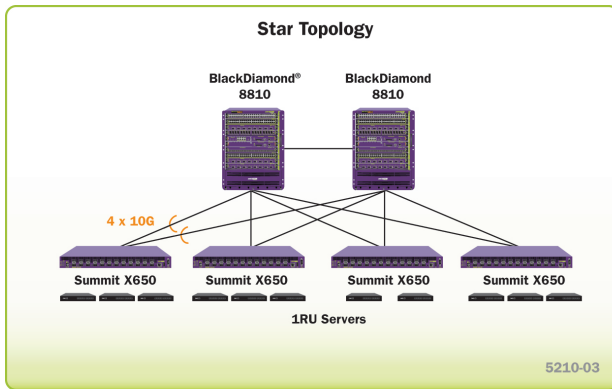 Star Topology
BlackDiamond® BlackDiamond
8810 8810
4 x 10G
Summit X650 Summit X650 Summit X650 Summit X650
1RU Servers
5210-03